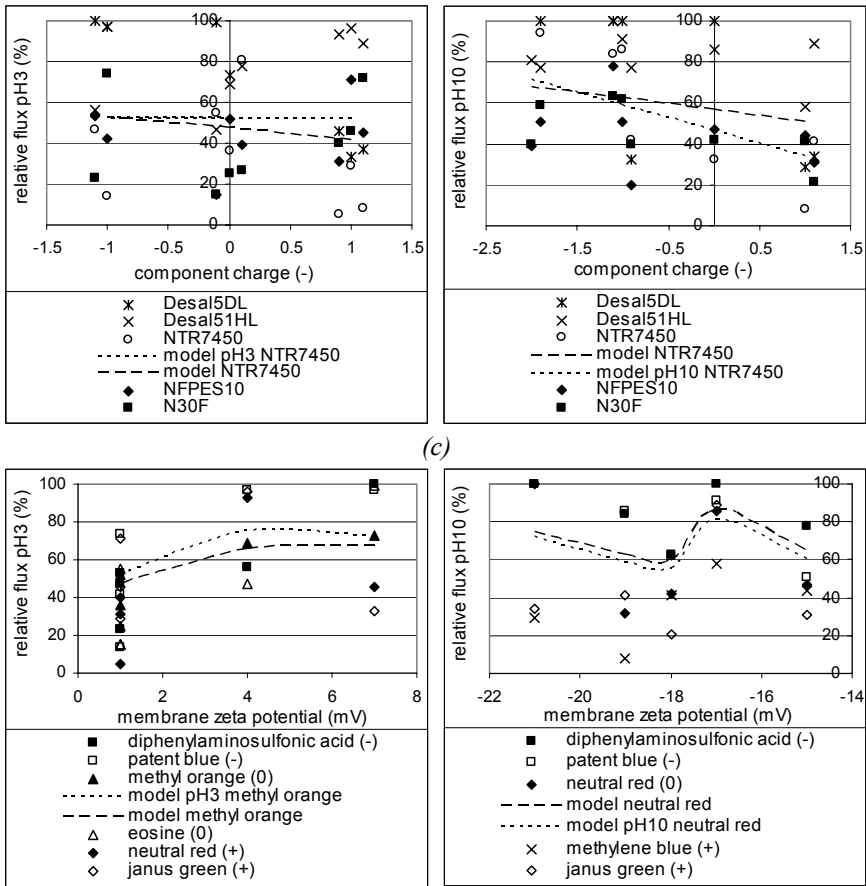 relative flux pH3 (%)
100
80
60
40
20
0
-1.5 -1 -0.5 0 0.5 1 1.5
component charge (-)
Desal5DL
Desal51HL
NTR7450
model pH3 NTR7450
model NTR7450
NFPES10
N30F
relative flux pH10 (%)
100
80
60
40
20
0
-2.5 -1.5 -0.5 0.5 1.5
component charge (-)
Desal5DL
Desal51HL
NTR7450
model NTR7450
model pH10 NTR7450
NFPES10
N30F
(c)
relative flux pH3 (%)
100
80
60
40
20
0
0 2 4 6 8
membrane zeta potential (mV)
diphenylaminosulfonic acid (-)
patent blue (-)
methyl orange (0)
model pH3 methyl orange
model methyl orange
eosine (0)
neutral red (+)
janus green (+)
relative flux pH10 (%)
100
80
60
40
20
0
-22 -20 -18 -16 -14
membrane zeta potential (mV)
diphenylaminosulfonic acid (-)
patent blue (-)
neutral red (0)
model neutral red
model pH10 neutral red
methylene blue (+)
janus green (+)